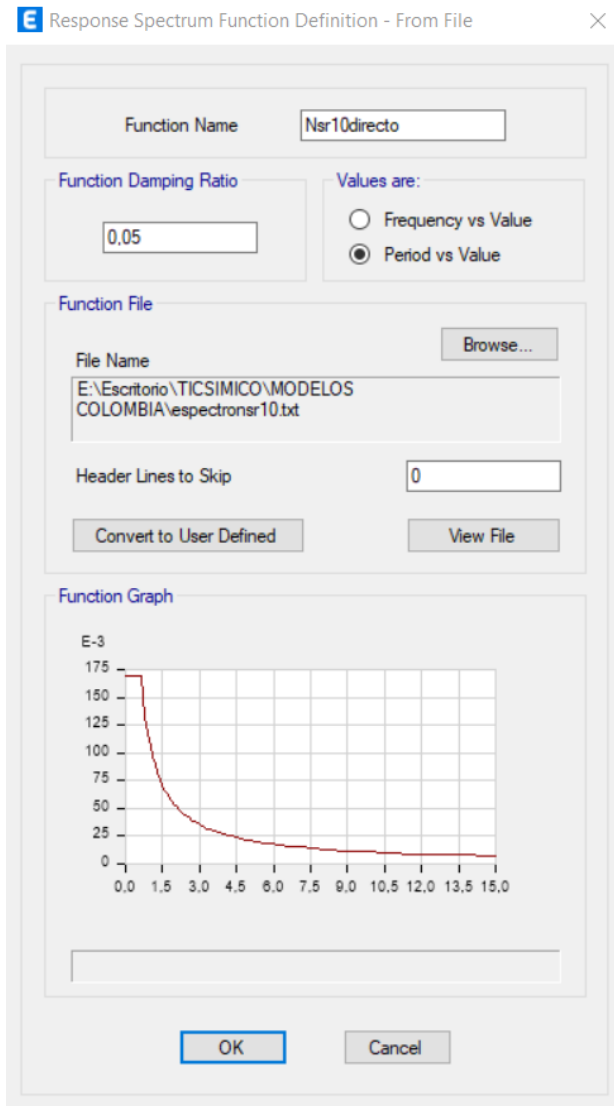 E Response Spectrum Function Definition - From File
Function Name Nsr10directo
Function Damping Ratio
0,05
Values are:
Frequency vs Value
Period vs Value
Function File
Browse...
File Name
E:\Escritorio\TICSIMICO\MODELOS
COLOMBIA\espectronsr10.txt
Header Lines to Skip 0
Convert to User Defined View File
Function Graph
E-3
175
150
125
100
75
50
25
0
0,0 1,5 3,0 4,5 6,0 7,5 9,0 10,5 12,0 13,5 15,0
OK Cancel